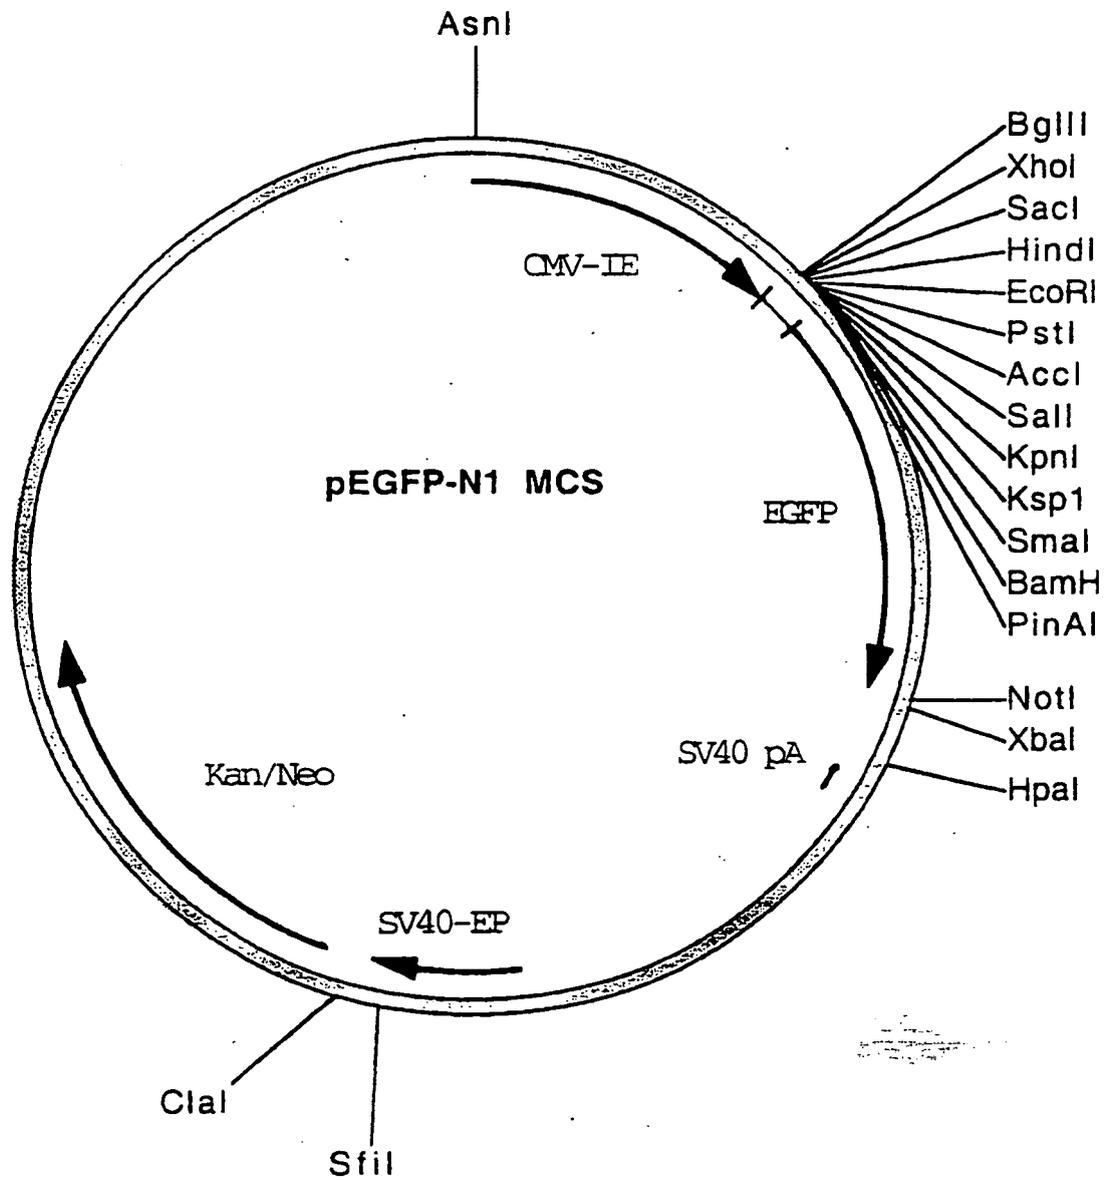 AsnI
BglII
XhoI
SacI
HindI
EcoRI
PstI
AccI
SalI
KpnI
Ksp1
SmaI
BamH
PinAI
NotI
XbaI
HpaI
CMV-IE
pEGFP-N1 MCS
EGFP
SV40 pA
Kan/Neo
SV40-EP
ClaI
SfiI